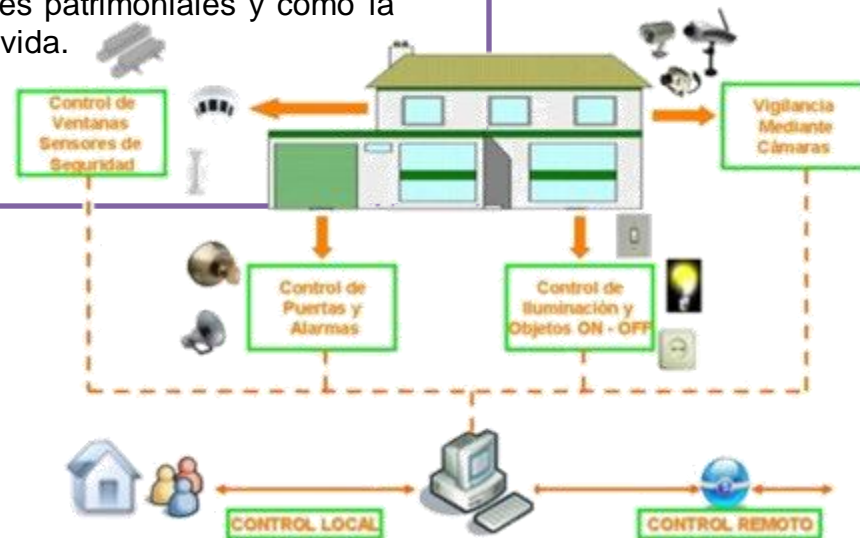 es patrimoniales y como la
vida.
Control de
Ventanas
Sensores de
Seguridad
Vigilancia
Mediante
Cámaras
Control de
Puertas y
Alarmas
Control de
Iluminación y
Objetos ON - OFF
CONTROL LOCAL
CONTROL REMOTO